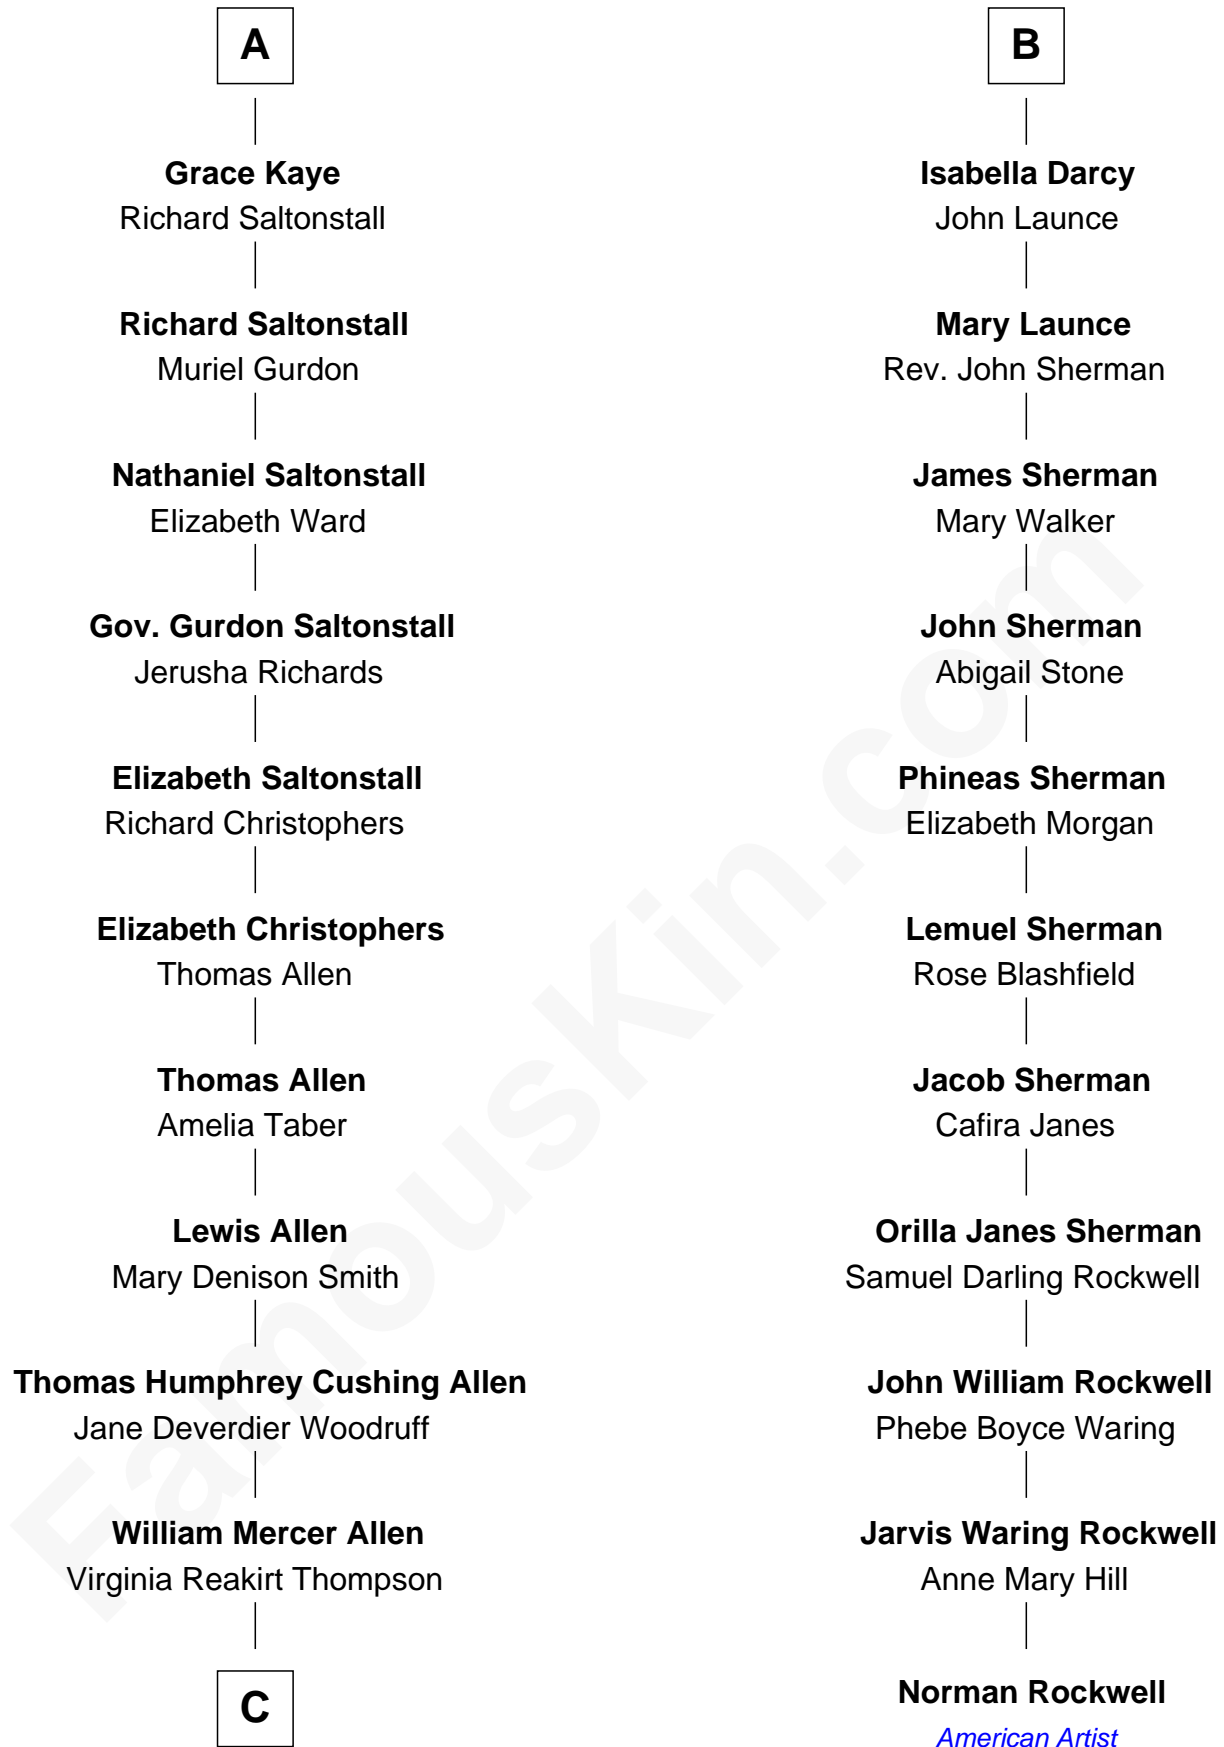 A
Grace Kaye
Richard Saltonstall
Richard Saltonstall
Muriel Gurdon
Nathaniel Saltonstall
Elizabeth Ward
Gov. Gurdon Saltonstall
Jerusha Richards
Elizabeth Saltonstall
Richard Christophers
Elizabeth Christophers
Thomas Allen
Thomas Allen
Amelia Taber
Lewis Allen
Mary Denison Smith
Thomas Humphrey Cushing Allen
Jane Deverdier Woodruff
William Mercer Allen
Virginia Reakirt Thompson
C
B
Isabella Darcy
John Launce
Mary Launce
Rev. John Sherman
James Sherman
Mary Walker
John Sherman
Abigail Stone
Phineas Sherman
Elizabeth Morgan
Lemuel Sherman
Rose Blashfield
Jacob Sherman
Cafira Janes
Orilla Janes Sherman
Samuel Darling Rockwell
John William Rockwell
Phebe Boyce Waring
Jarvis Waring Rockwell
Anne Mary Hill
Norman Rockwell
American Artist
FamousKin.com